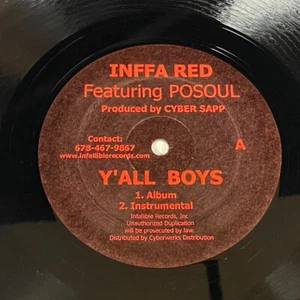 INFFA RED
Featuring POSOUL
Produced by CYBER SAPP
Contact:
678-467-9867
www.infalliblerecords.com
A
Y'ALL BOYS
1. Album
2. Instrumental
Infallible Records, Inc
Unauthorized Duplication
will be prosecuted by law.
Distributed by Cyberwerks Distribution